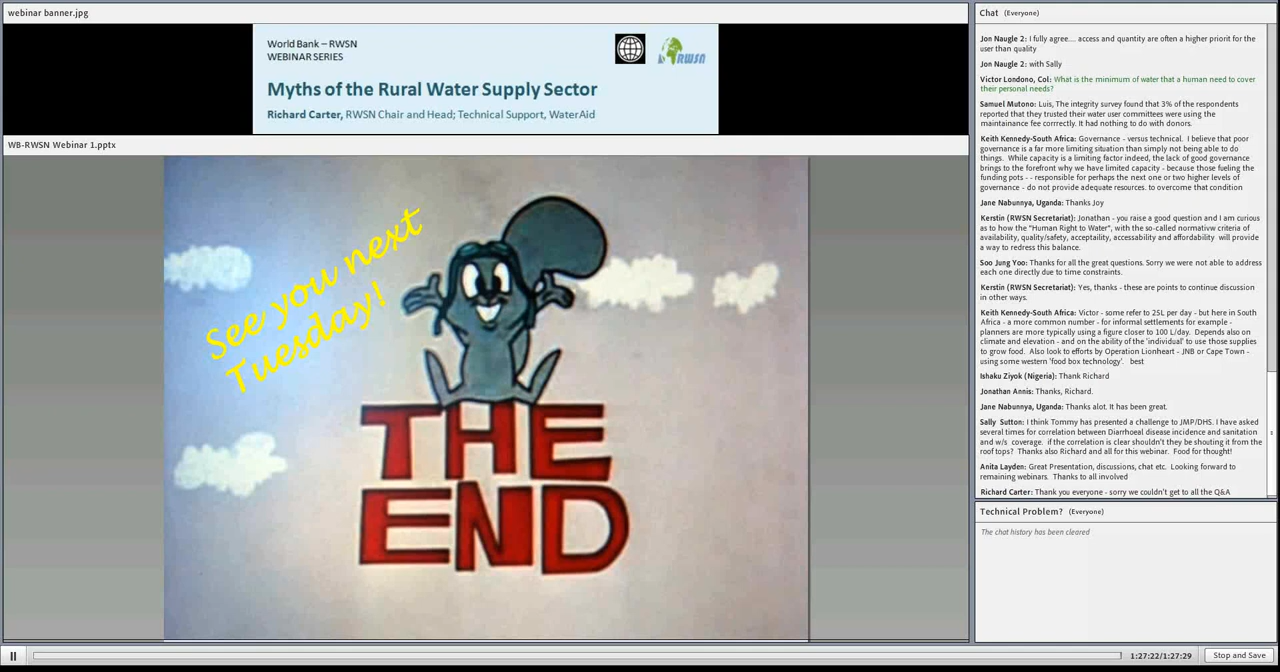 webinar banner.jpg
World Bank – RWSN
WEBINAR SERIES
RWSN
Myths of the Rural Water Supply Sector
Richard Carter, RWSN Chair and Head; Technical Support, WaterAid
WB-RWSN Webinar 1.pptx
See you next
Tuesday!
THE
END
Chat (Everyone)
Jon Naugle 2: I fully agree.... access and quantity are often a higher priorit for the
user than quality
Jon Naugle 2: with Sally
Victor Londono, Col: What is the minimum of water that a human need to cover
their personal needs?
Samuel Mutono: Luis, The integrity survey found that 3% of the respondents
reported that they trusted their water user committees were using the
maintainance fee corrrectly. It had nothing to do with donors.
Keith Kennedy-South Africa: Governance - versus technical. I believe that poor
governance is a far more limiting situation than simply not being able to do
things. While capacity is a limiting factor indeed, the lack of good governance
brings to the forefront why we have limited capacity - because those fueling the
funding pots - - responsible for perhaps the next one or two higher levels of
governance - do not provide adequate resources. to overcome that condition
Jane Nabunnya, Uganda: Thanks Joy
Kerstin (RWSN Secretariat): Jonathan - you raise a good question and I am curious
as to how the "Human Right to Water", with the so-called normativw criteria of
availability, quality/safety, acceptaility, accessability and affordability will provide
a way to redress this balance.
Soo Jung Yoo: Thanks for all the great questions. Sorry we were not able to address
each one directly due to time constraints.
Kerstin (RWSN Secretariat): Yes, thanks - these are points to continue discussion
in other ways.
Keith Kennedy-South Africa: Victor - some refer to 25L per day - but here in South
Africa - a more common number - for informal settlements for example -
planners are more typically using a figure closer to 100 L/day. Depends also on
climate and elevation - and on the ability of the 'individual' to use those supplies
to grow food. Also look to efforts by Operation Lionheart - JNB or Cape Town -
using some western 'food box technology'. best
Ishaku Ziyok (Nigeria): Thank Richard
Jonathan Annis: Thanks, Richard.
Jane Nabunnya, Uganda: Thanks alot. It has been great.
Sally Sutton: I think Tommy has presented a challenge to JMP/DHS. I have asked
several times for correlation between Diarrhoeal disease incidence and sanitation
and w/s coverage. if the correlation is clear shouldn't they be shouting it from the
roof tops? Thanks also Richard and all for this webinar. Food for thought!
Anita Layden: Great Presentation, discussions, chat etc. Looking forward to
remaining webinars. Thanks to all involved
Richard Carter: Thank you everyone - sorry we couldn't get to all the Q&A
Technical Problem? (Everyone)
The chat history has been cleared
1:27:22/1:27:29
Stop and Save